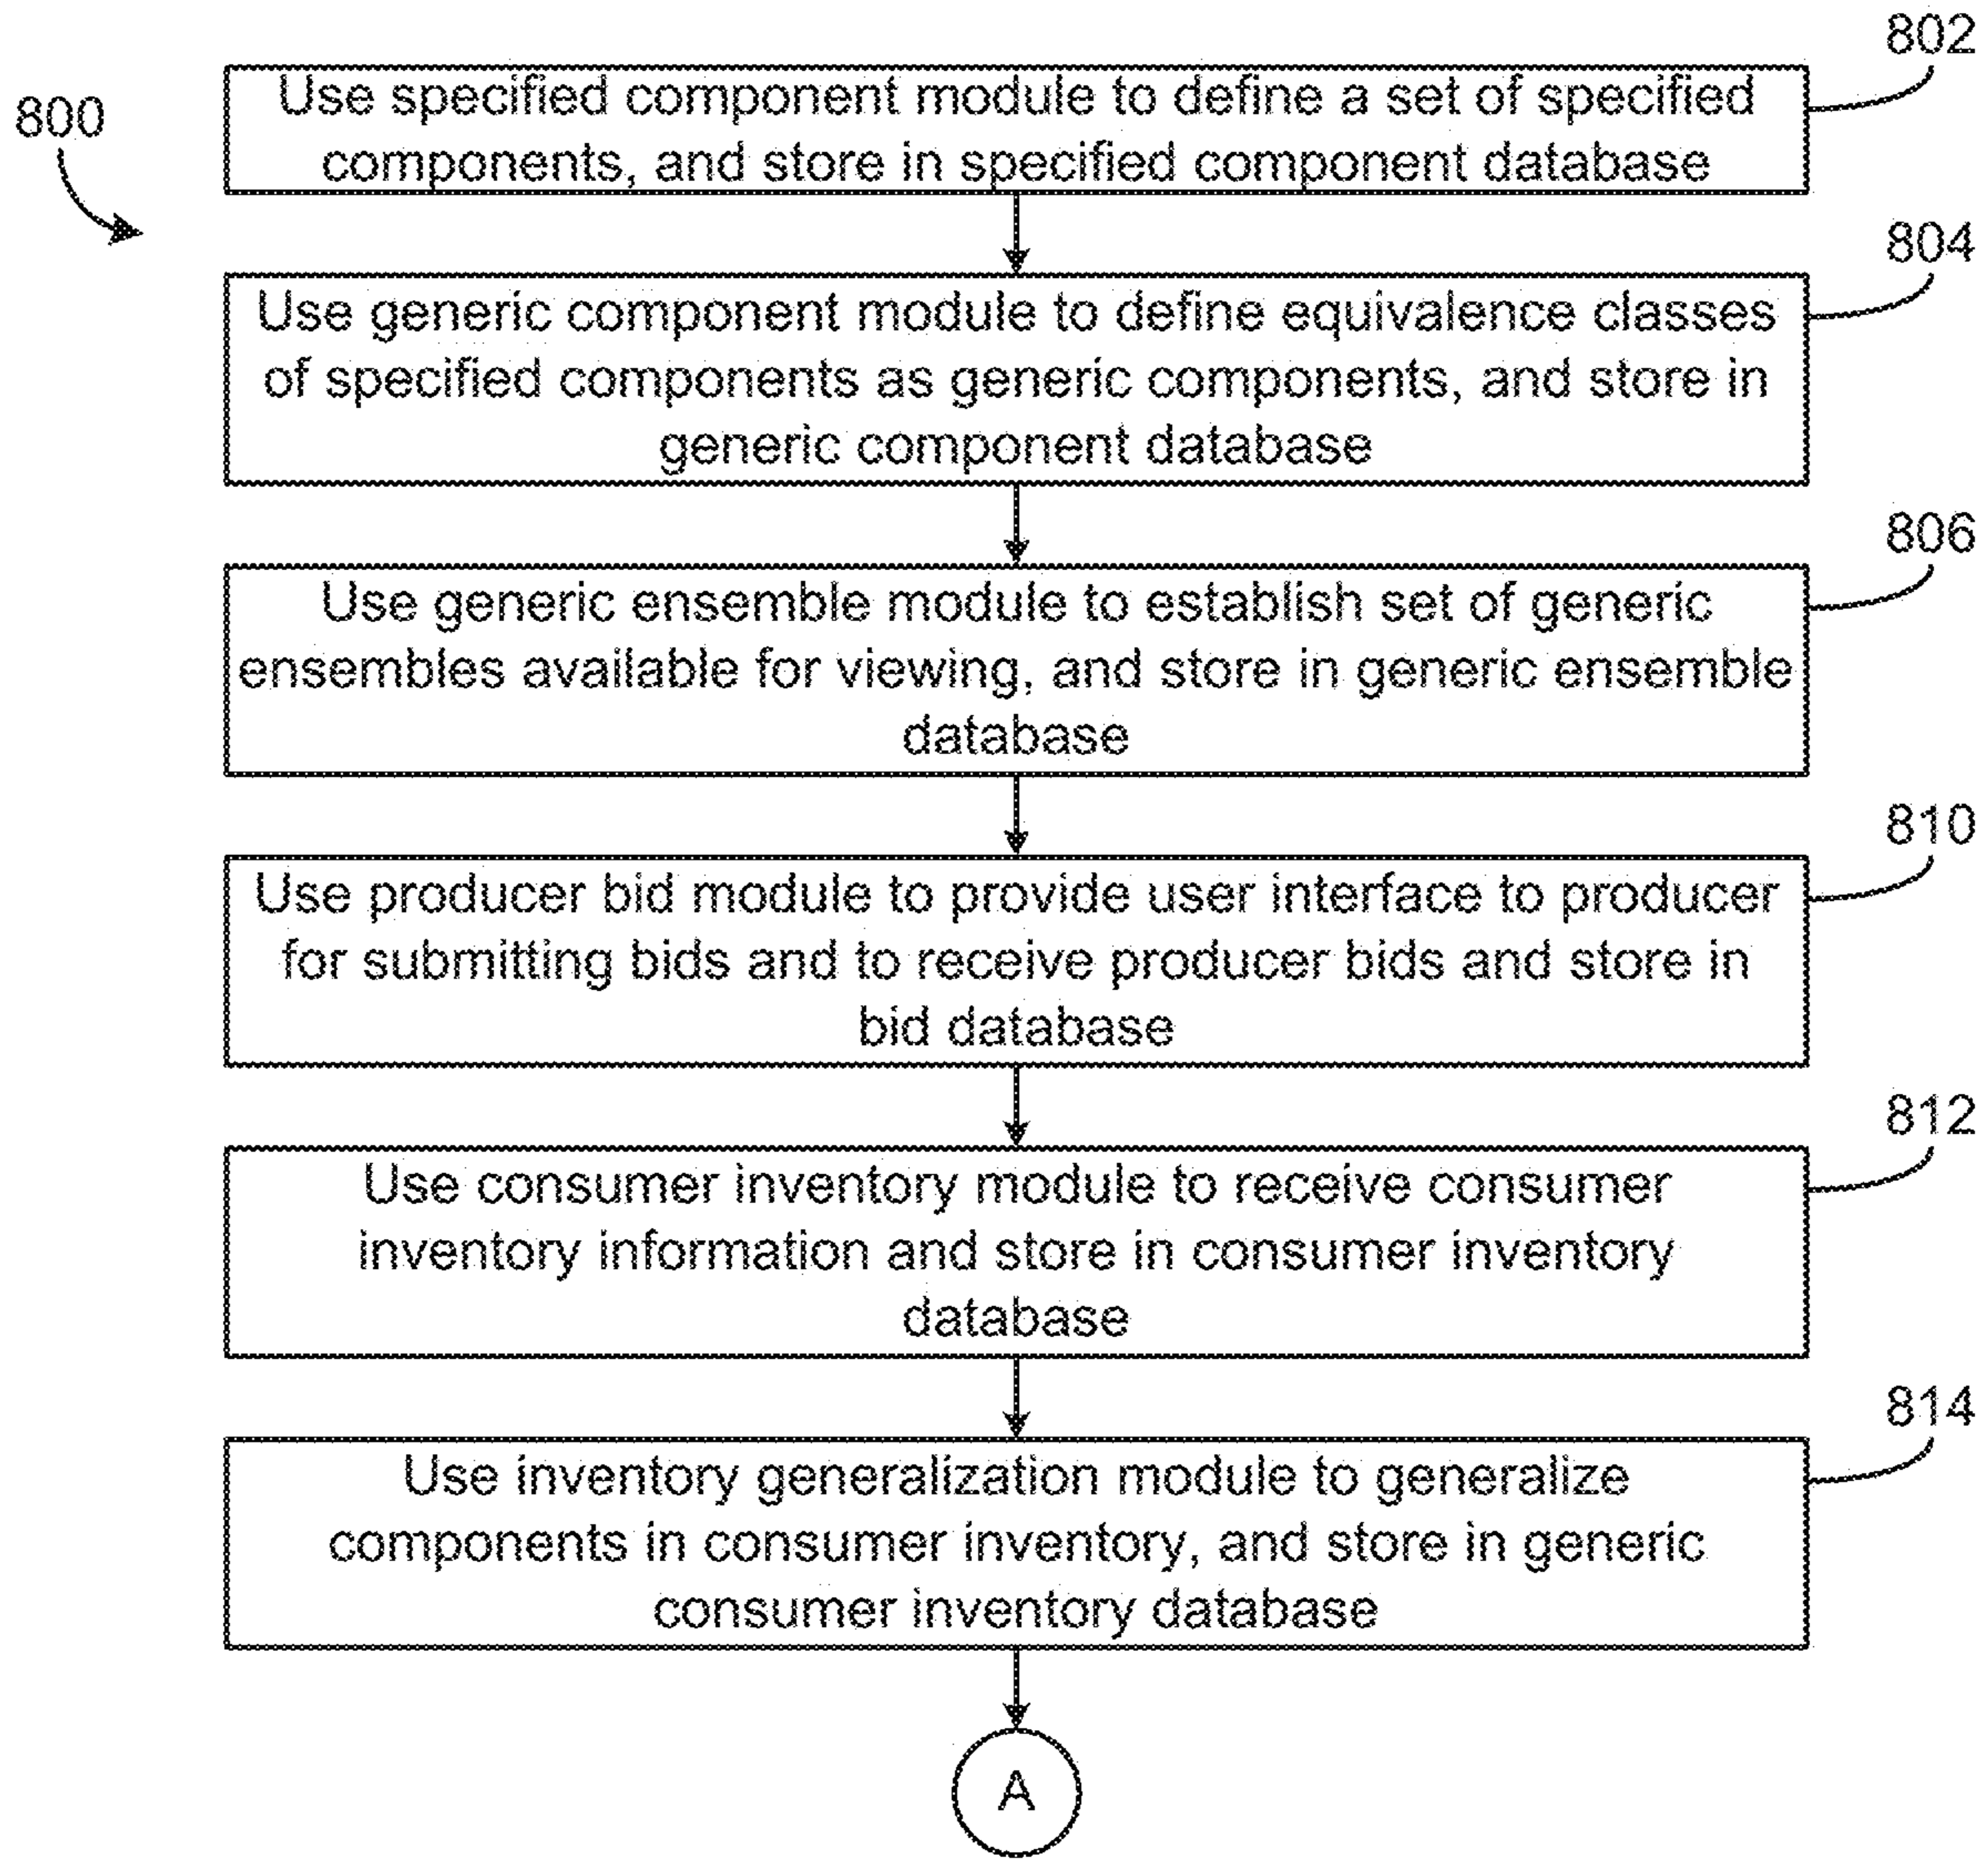 802
800
Use specified component module to define a set of specified
components, and store in specified component database
804
Use generic component module to define equivalence classes
of specified components as generic components, and store in
generic component database
806
Use generic ensemble module to establish set of generic
ensembles available for viewing, and store in generic ensemble
database
810
Use producer bid module to provide user interface to producer
for submitting bids and to receive producer bids and store in
bid database
812
Use consumer inventory module to receive consumer
inventory information and store in consumer inventory
database
814
Use inventory generalization module to generalize
components in consumer inventory, and store in generic
consumer inventory database
A